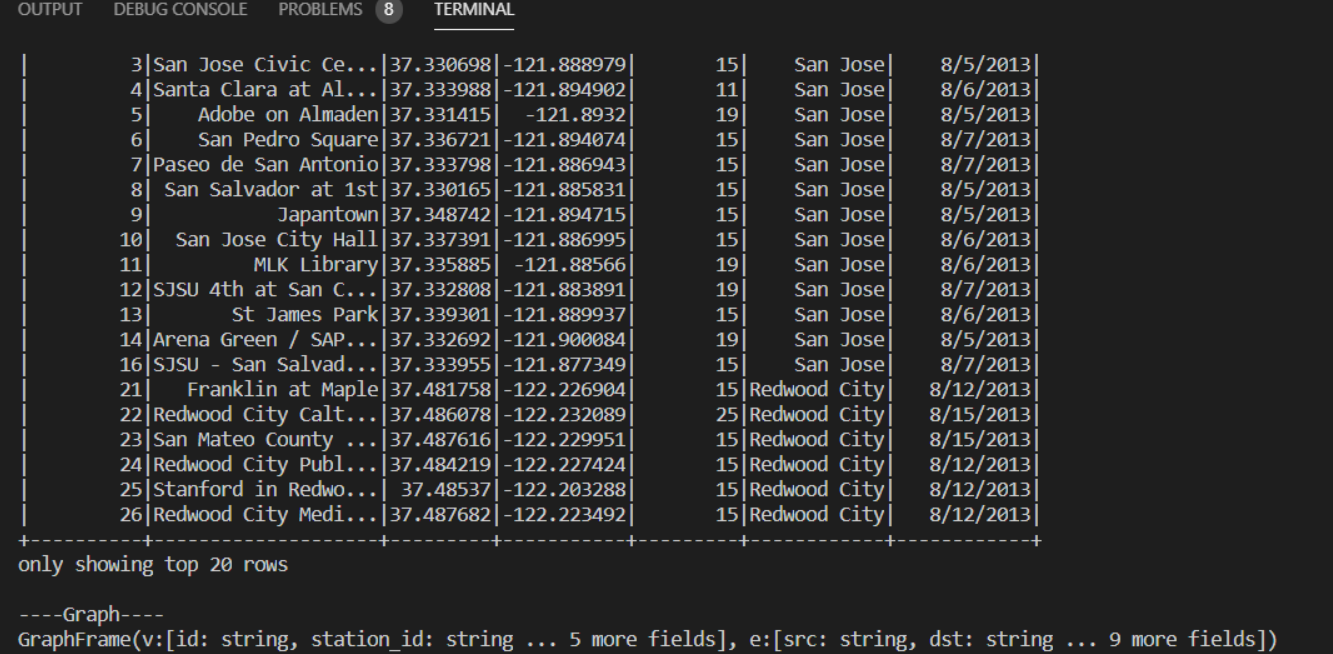 OUTPUT DEBUG CONSOLE PROBLEMS 8 TERMINAL
|          3|San Jose Civic Ce...|37.330698|-121.888979|       15|    San Jose|    8/5/2013|
|          4|Santa Clara at Al...|37.333988|-121.894902|       11|    San Jose|    8/6/2013|
|          5|    Adobe on Almaden|37.331415|  -121.8932|       19|    San Jose|    8/5/2013|
|          6|    San Pedro Square|37.336721|-121.894074|       15|    San Jose|    8/7/2013|
|          7|Paseo de San Antonio|37.333798|-121.886943|       15|    San Jose|    8/7/2013|
|          8| San Salvador at 1st|37.330165|-121.885831|       15|    San Jose|    8/5/2013|
|          9|           Japantown|37.348742|-121.894715|       15|    San Jose|    8/5/2013|
|         10|  San Jose City Hall|37.337391|-121.886995|       15|    San Jose|    8/6/2013|
|         11|         MLK Library|37.335885| -121.88566|       19|    San Jose|    8/6/2013|
|         12|SJSU 4th at San C...|37.332808|-121.883891|       19|    San Jose|    8/7/2013|
|         13|       St James Park|37.339301|-121.889937|       15|    San Jose|    8/6/2013|
|         14|Arena Green / SAP...|37.332692|-121.900084|       19|    San Jose|    8/5/2013|
|         16|SJSU - San Salvad...|37.333955|-121.877349|       15|    San Jose|    8/7/2013|
|         21|   Franklin at Maple|37.481758|-122.226904|       15|Redwood City|   8/12/2013|
|         22|Redwood City Calt...|37.486078|-122.232089|       25|Redwood City|   8/15/2013|
|         23|San Mateo County ...|37.487616|-122.229951|       15|Redwood City|   8/15/2013|
|         24|Redwood City Publ...|37.484219|-122.227424|       15|Redwood City|   8/12/2013|
|         25|Stanford in Redwo...| 37.48537|-122.203288|       15|Redwood City|   8/12/2013|
|         26|Redwood City Medi...|37.487682|-122.223492|       15|Redwood City|   8/12/2013|
+----------+--------------------+---------+-----------+---------+------------+------------+
only showing top 20 rows
----Graph----
GraphFrame(v:[id: string, station_id: string ... 5 more fields], e:[src: string, dst: string ... 9 more fields])